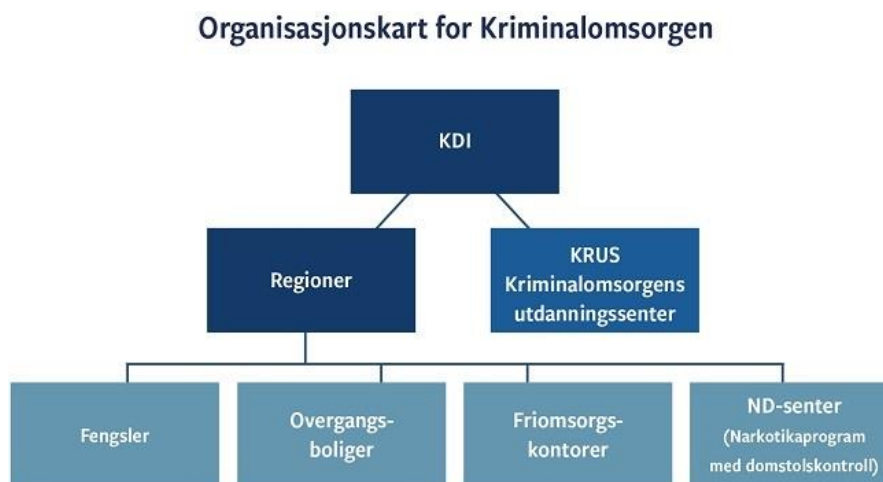 Organisasjonskart for Kriminalomsorgen
KDI
Regioner
KRUS
Kriminalomsorgens
utdanningssenter
Fengsler
Overgangs-
boliger
Friomsorgs-
kontorer
ND-senter
(Narkotikaprogram
med domstolskontroll)